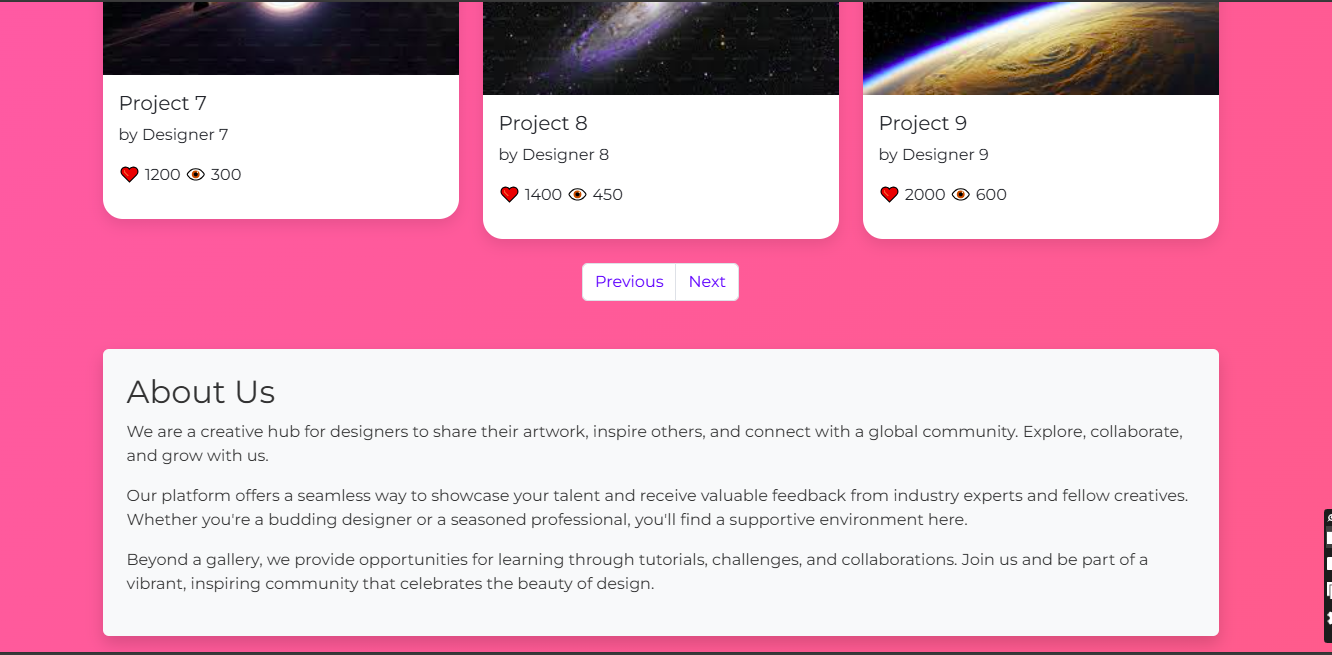 Project 7
by Designer 7
❤ 1200 👁 300
Project 8
by Designer 8
❤ 1400 👁 450
Project 9
by Designer 9
❤ 2000 👁 600
Previous Next
About Us
We are a creative hub for designers to share their artwork, inspire others, and connect with a global community. Explore, collaborate,
and grow with us.
Our platform offers a seamless way to showcase your talent and receive valuable feedback from industry experts and fellow creatives.
Whether you're a budding designer or a seasoned professional, you'll find a supportive environment here.
Beyond a gallery, we provide opportunities for learning through tutorials, challenges, and collaborations. Join us and be part of a
vibrant, inspiring community that celebrates the beauty of design.